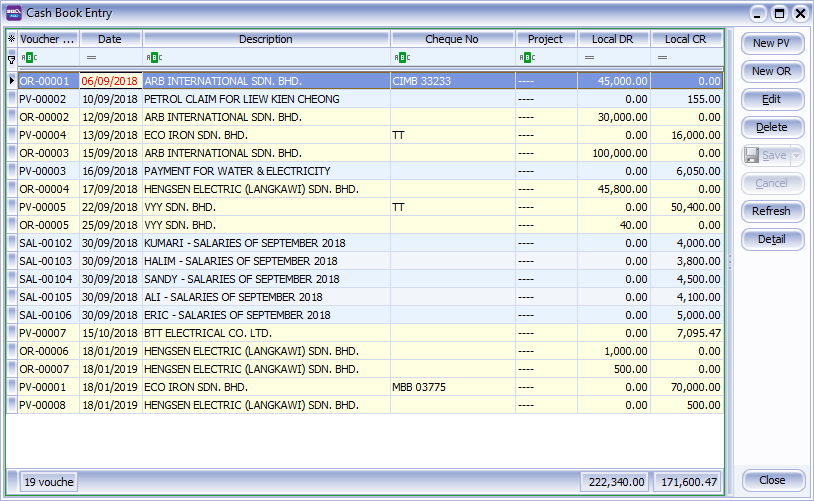 Cash Book Entry
Voucher ... Date Description Cheque No Project Local DR Local CR
ABC = ABC ABC ABC = =
OR-00001 06/09/2018 ARB INTERNATIONAL SDN. BHD. CIMB 33233 ---- 45,000.00 0.00
PV-00002 10/09/2018 PETROL CLAIM FOR LIEW KIEN CHEONG ---- 0.00 155.00
OR-00002 12/09/2018 ARB INTERNATIONAL SDN. BHD. ---- 30,000.00 0.00
PV-00004 13/09/2018 ECO IRON SDN. BHD. TT ---- 0.00 16,000.00
OR-00003 15/09/2018 ARB INTERNATIONAL SDN. BHD. ---- 100,000.00 0.00
PV-00003 16/09/2018 PAYMENT FOR WATER & ELECTRICITY ---- 0.00 6,050.00
OR-00004 17/09/2018 HENGSEN ELECTRIC (LANGKAWI) SDN. BHD. ---- 45,800.00 0.00
PV-00005 22/09/2018 VYY SDN. BHD. TT ---- 0.00 50,400.00
OR-00005 25/09/2018 VYY SDN. BHD. ---- 40.00 0.00
SAL-00102 30/09/2018 KUMARI - SALARIES OF SEPTEMBER 2018 ---- 0.00 4,000.00
SAL-00103 30/09/2018 HALIM - SALARIES OF SEPTEMBER 2018 ---- 0.00 3,800.00
SAL-00104 30/09/2018 SANDY - SALARIES OF SEPTEMBER 2018 ---- 0.00 4,500.00
SAL-00105 30/09/2018 ALI - SALARIES OF SEPTEMBER 2018 ---- 0.00 4,100.00
SAL-00106 30/09/2018 ERIC - SALARIES OF SEPTEMBER 2018 ---- 0.00 5,000.00
PV-00007 15/10/2018 BTT ELECTRICAL CO. LTD. ---- 0.00 7,095.47
OR-00006 18/01/2019 HENGSEN ELECTRIC (LANGKAWI) SDN. BHD. ---- 1,000.00 0.00
OR-00007 18/01/2019 HENGSEN ELECTRIC (LANGKAWI) SDN. BHD. ---- 500.00 0.00
PV-00001 18/01/2019 ECO IRON SDN. BHD. MBB 03775 ---- 0.00 70,000.00
PV-00008 18/01/2019 HENGSEN ELECTRIC (LANGKAWI) SDN. BHD. ---- 0.00 500.00
19 vouche 222,340.00 171,600.47
New PV
New OR
Edit
Delete
Save
Cancel
Refresh
Detail
Close